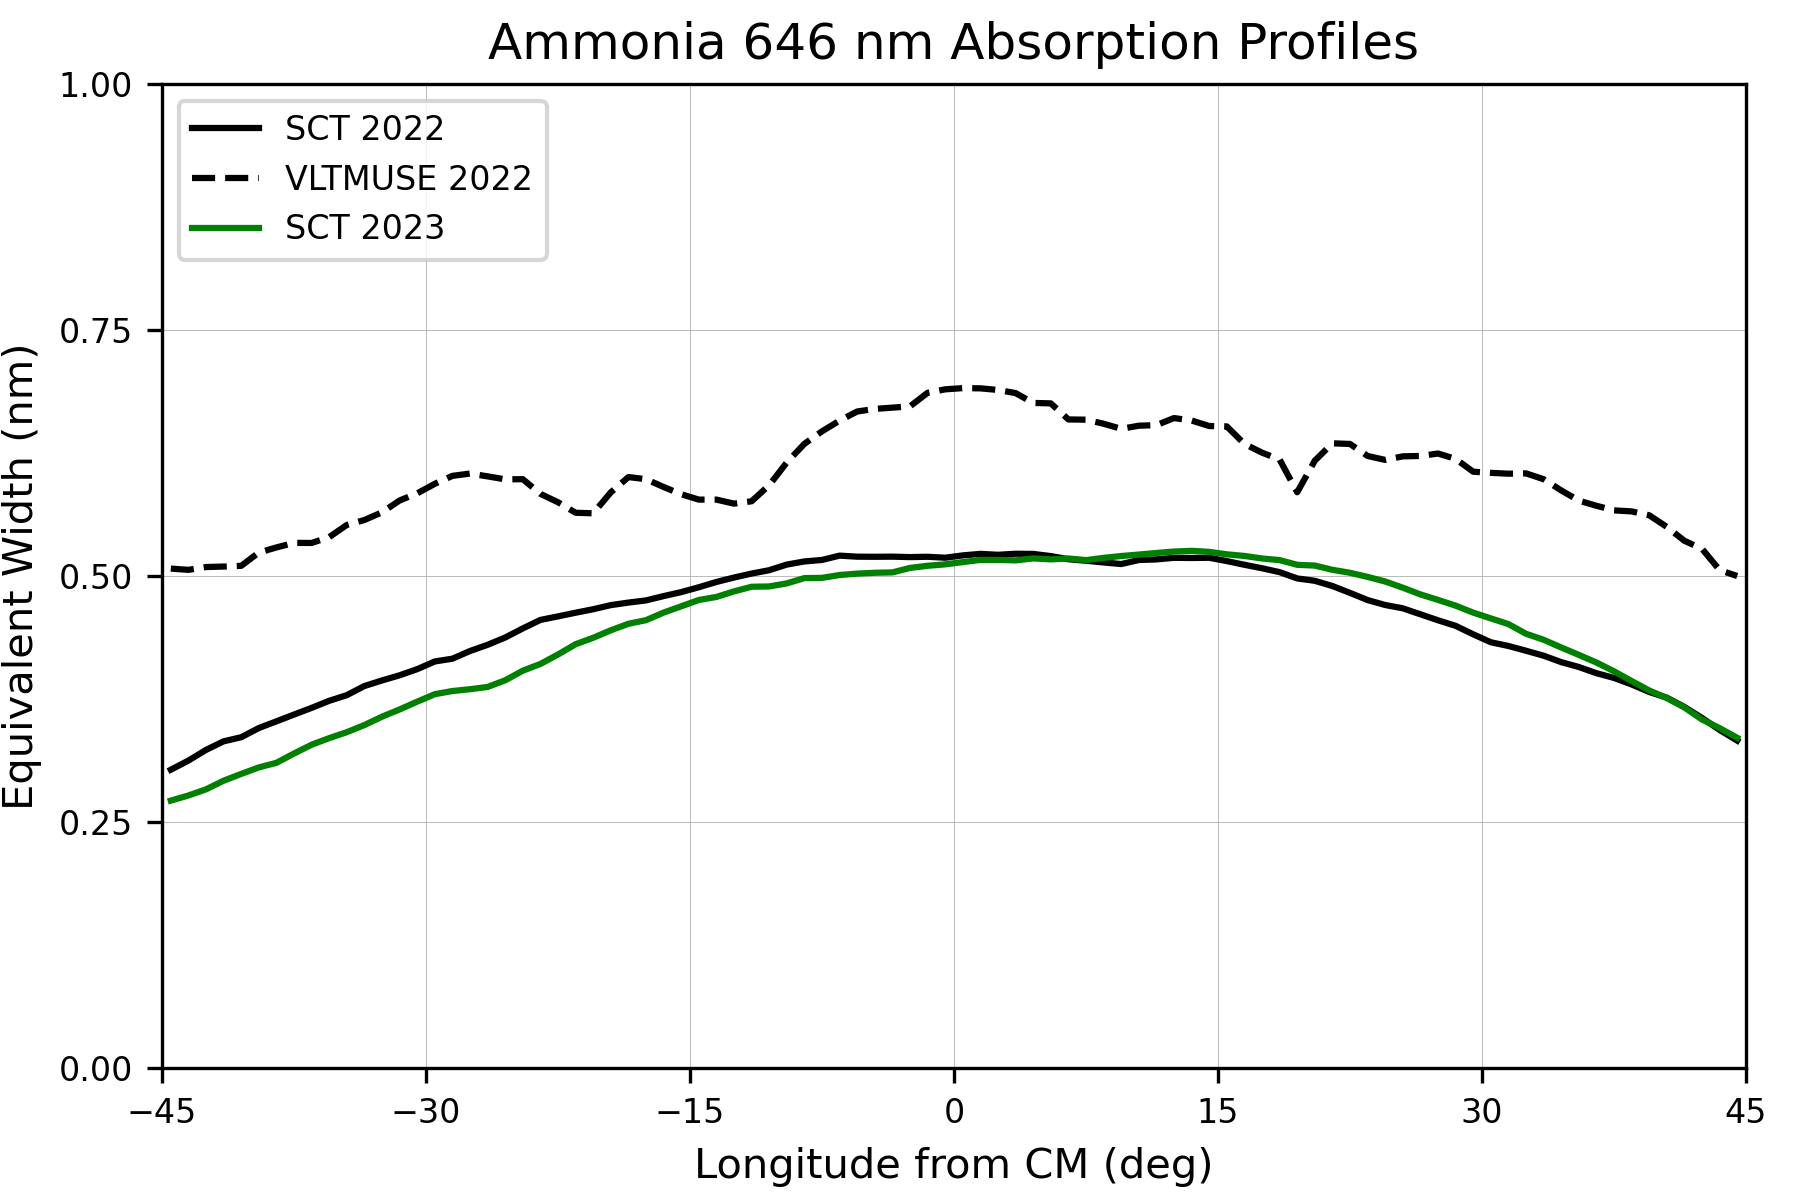 Ammonia 646 nm Absorption Profiles
1.00
0.75
0.50
0.25
0.00
Equivalent Width (nm)
SCT 2022
VLTMUSE 2022
SCT 2023
−45 −30 −15 0 15 30 45
Longitude from CM (deg)